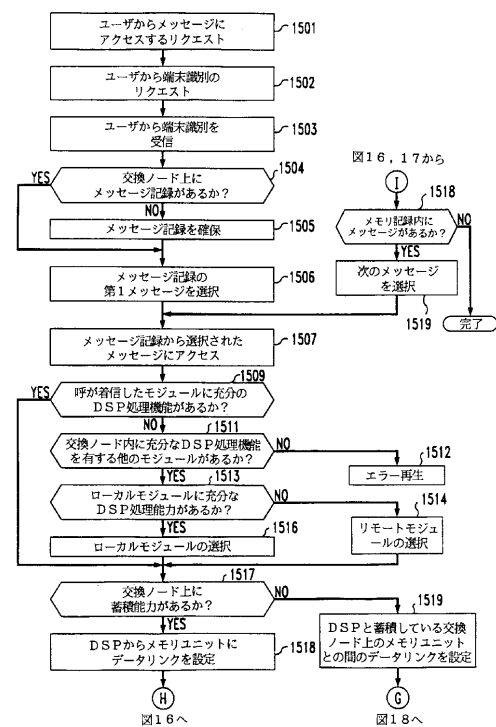 ユーザからメッセージに
アクセスするリクエスト
1501
ユーザから端末識別の
リクエスト
1502
ユーザから端末識別を
受信
1503
交換ノード上に
メッセージ記録があるか?
1504
YES
NO
メッセージ記録を確保
1505
メッセージ記録の
第1メッセージを選択
1506
図16,17から
I
1518
メモリ記録内に
メッセージがあるか?
NO
YES
次のメッセージ
を選択
1519
完了
メッセージ記録から選択された
メッセージにアクセス
1507
1509
呼が着信したモジュールに充分の
DSP処理機能があるか?
YES
NO
1511
交換ノード内に充分なDSP処理機能
を有する他のモジュールがあるか?
NO
1512
エラー再生
YES
1513
ローカルモジュールに充分な
DSP処理能力があるか?
NO
1514
リモートモジュ
ールの選択
YES
1516
ローカルモジュールの選択
1517
交換ノード上に
蓄積能力があるか?
NO
YES
DSPからメモリユニットに
データリンクを設定
1518
1519
DSPと蓄積している交換
ノード上のメモリユニット
との間のデータリンクを設定
H
図16へ
G
図18へ